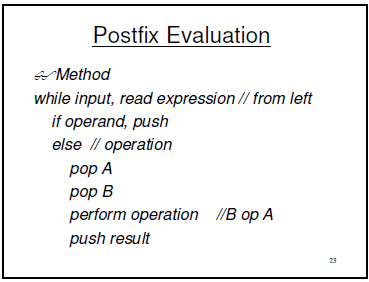 Postfix Evaluation
Method
while input, read expression // from left
if operand, push
else // operation
pop A
pop B
perform operation //B op A
push result
23